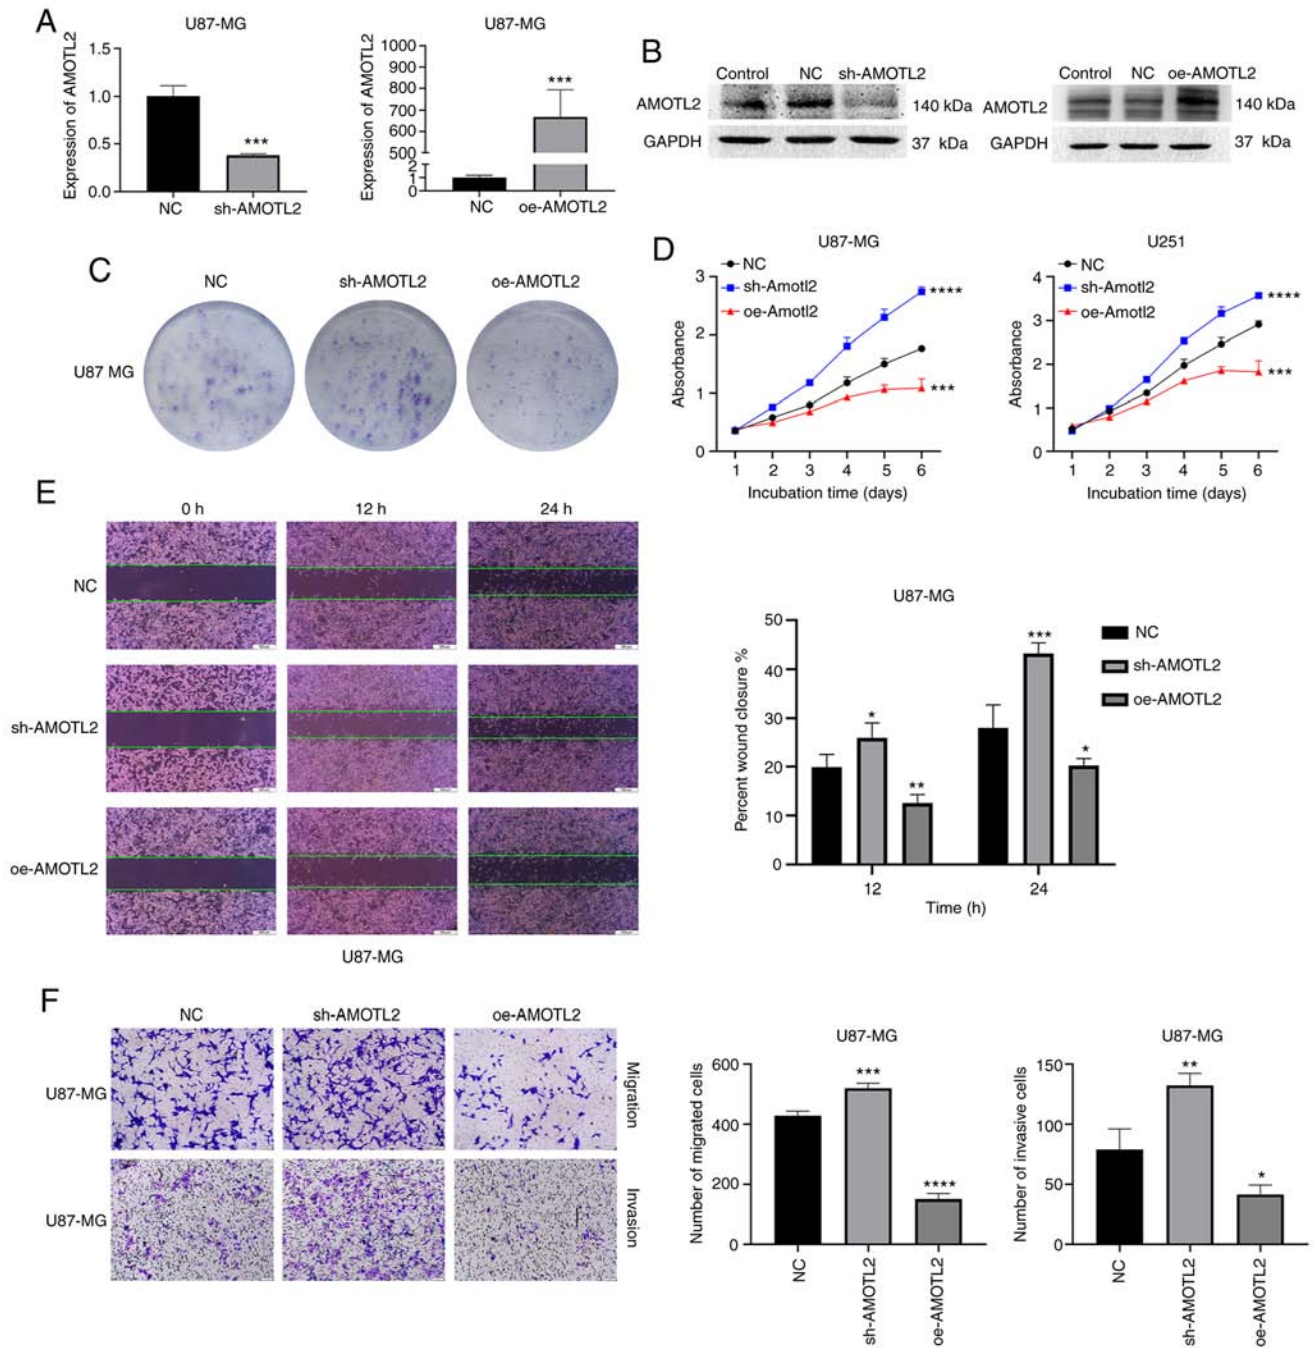 A
U87-MG
Expression of AMOTL2
1.5
1.0
0.5
0.0
***
NC
sh-AMOTL2
U87-MG
Expression of AMOTL2
1000
900
800
700
600
500
2
1
0
***
NC
oe-AMOTL2
B
Control NC sh-AMOTL2
AMOTL2 140 kDa
GAPDH 37 kDa
Control NC oe-AMOTL2
AMOTL2 140 kDa
GAPDH 37 kDa
C
NC sh-AMOTL2 oe-AMOTL2
U87 MG
D
U87-MG
NC
sh-Amotl2
oe-Amotl2
Absorbance
3
2
1
0
****
***
1 2 3 4 5 6
Incubation time (days)
U251
NC
sh-Amotl2
oe-Amotl2
Absorbance
4
3
2
1
0
****
***
1 2 3 4 5 6
Incubation time (days)
E
0 h 12 h 24 h
NC
sh-AMOTL2
oe-AMOTL2
U87-MG
U87-MG
Percent wound closure %
50
40
30
20
10
0
*
**
***
*
12 24
Time (h)
NC
sh-AMOTL2
oe-AMOTL2
F
NC sh-AMOTL2 oe-AMOTL2
U87-MG Migration
U87-MG Invasion
U87-MG
Number of migrated cells
600
400
200
0
***
****
NC
sh-AMOTL2
oe-AMOTL2
U87-MG
Number of invasive cells
150
100
50
0
**
*
NC
sh-AMOTL2
oe-AMOTL2